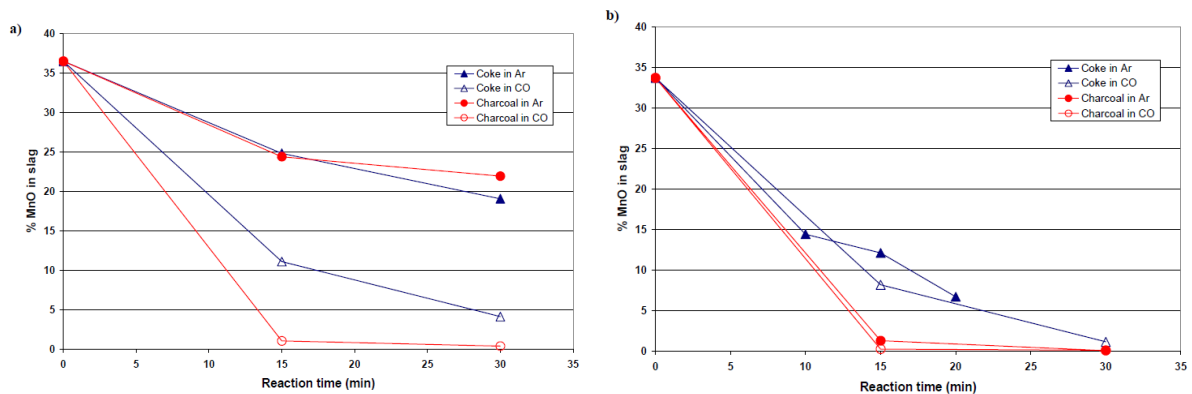 a)
40
35
30
25
20
15
10
5
0
% MnO in slag
0 5 10 15 20 25 30 35
Reaction time (min)
Coke in Ar
Coke in CO
Charcoal in Ar
Charcoal in CO
b)
40
35
30
25
20
15
10
5
0
% MnO in slag
0 5 10 15 20 25 30 35
Reaction time (min)
Coke in Ar
Coke in CO
Charcoal in Ar
Charcoal in CO